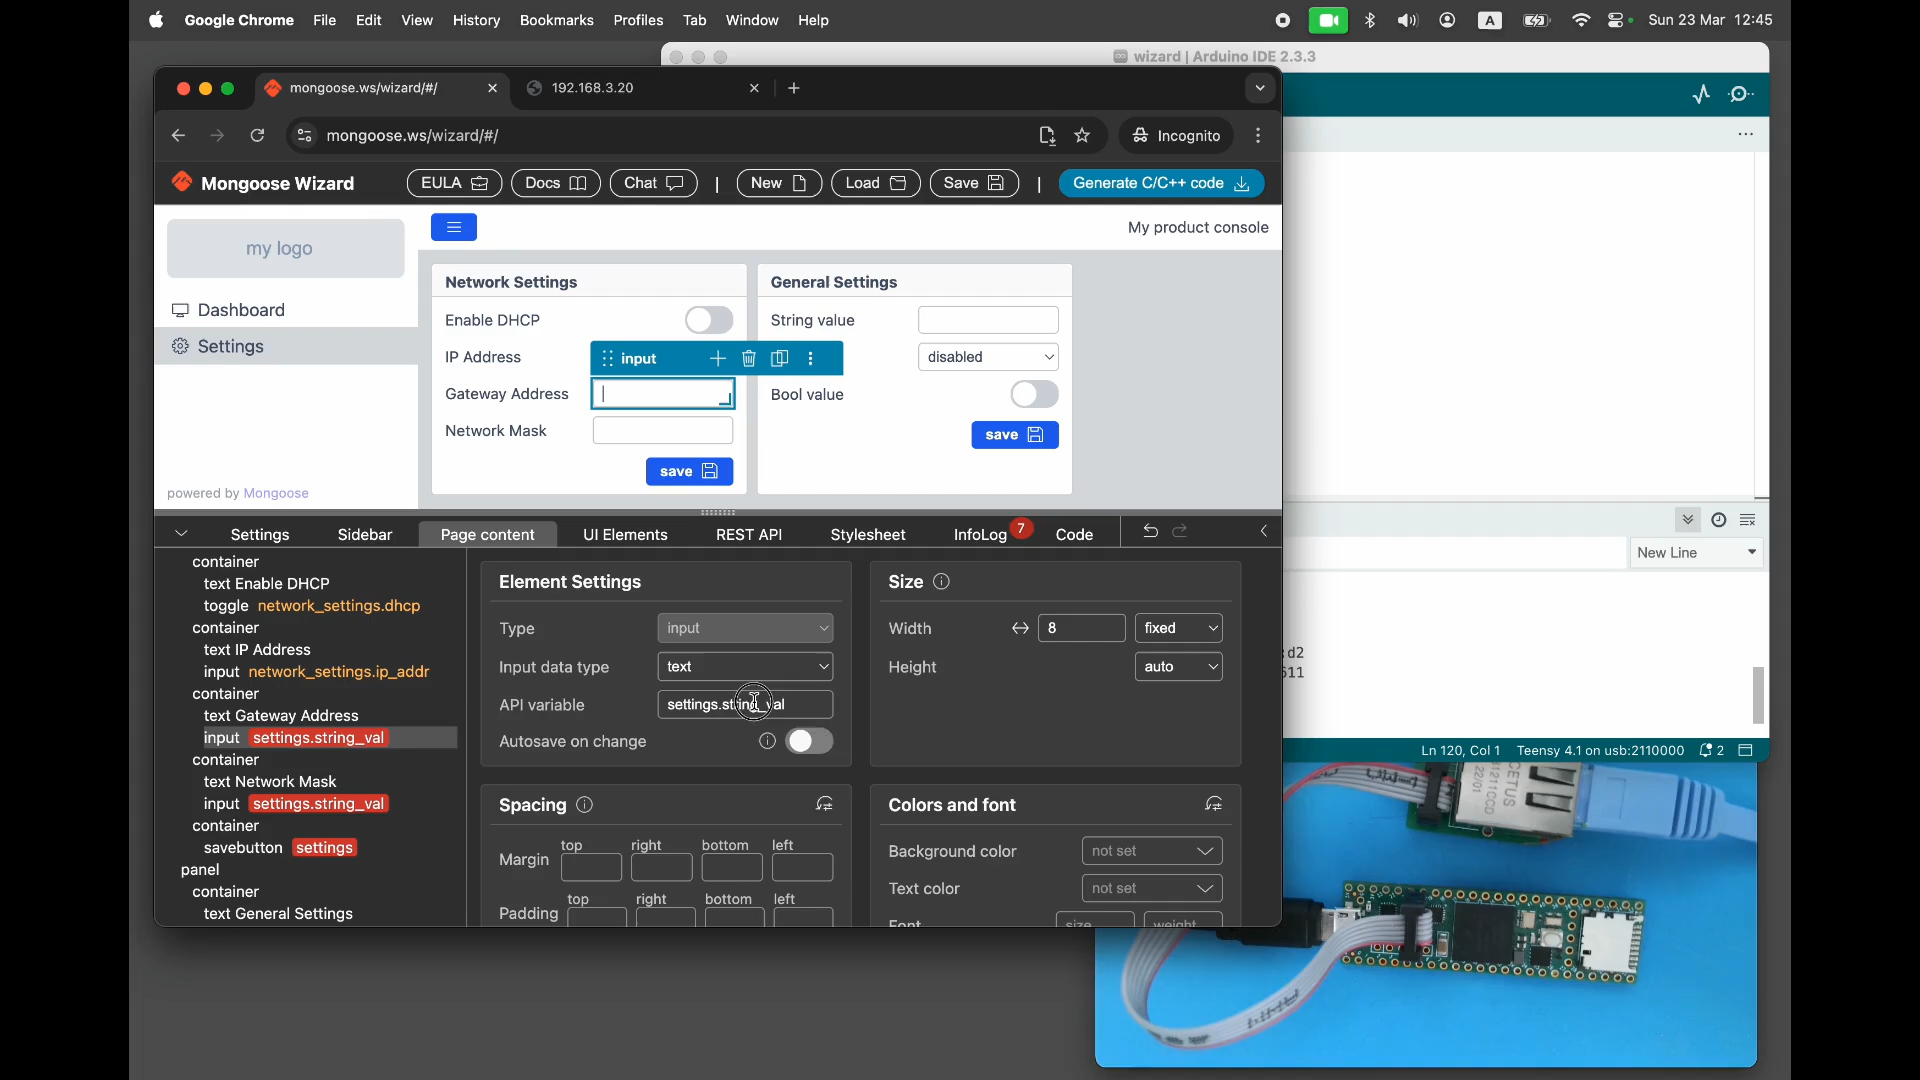 Google Chrome File Edit View History Bookmarks Profiles Tab Window Help
A Sun 23 Mar 12:45
wizard | Arduino IDE 2.3.3
mongoose.ws/wizard/#/
192.168.3.20
mongoose.ws/wizard/#/
Incognito
Mongoose Wizard
EULA
Docs
Chat
|
New
Load
Save
|
Generate C/C++ code
my logo
My product console
Dashboard
Settings
powered by Mongoose
Network Settings
Enable DHCP
IP Address
input
Gateway Address
Network Mask
save
General Settings
String value
disabled
Bool value
save
Settings
Sidebar
Page content
UI Elements
REST API
Stylesheet
InfoLog 7
Code
container
text Enable DHCP
toggle network_settings.dhcp
container
text IP Address
input network_settings.ip_addr
container
text Gateway Address
input settings.string_val
container
text Network Mask
input settings.string_val
container
savebutton settings
panel
container
text General Settings
Element Settings
Type input
Input data type text
API variable settings.string_val
Autosave on change
Size
Width 8 fixed
Height auto
Spacing
top right bottom left
Margin
top right bottom left
Padding
Colors and font
Background color not set
Text color not set
Font size weight
New Line
:d2
611
Ln 120, Col 1 Teensy 4.1 on usb:2110000 2